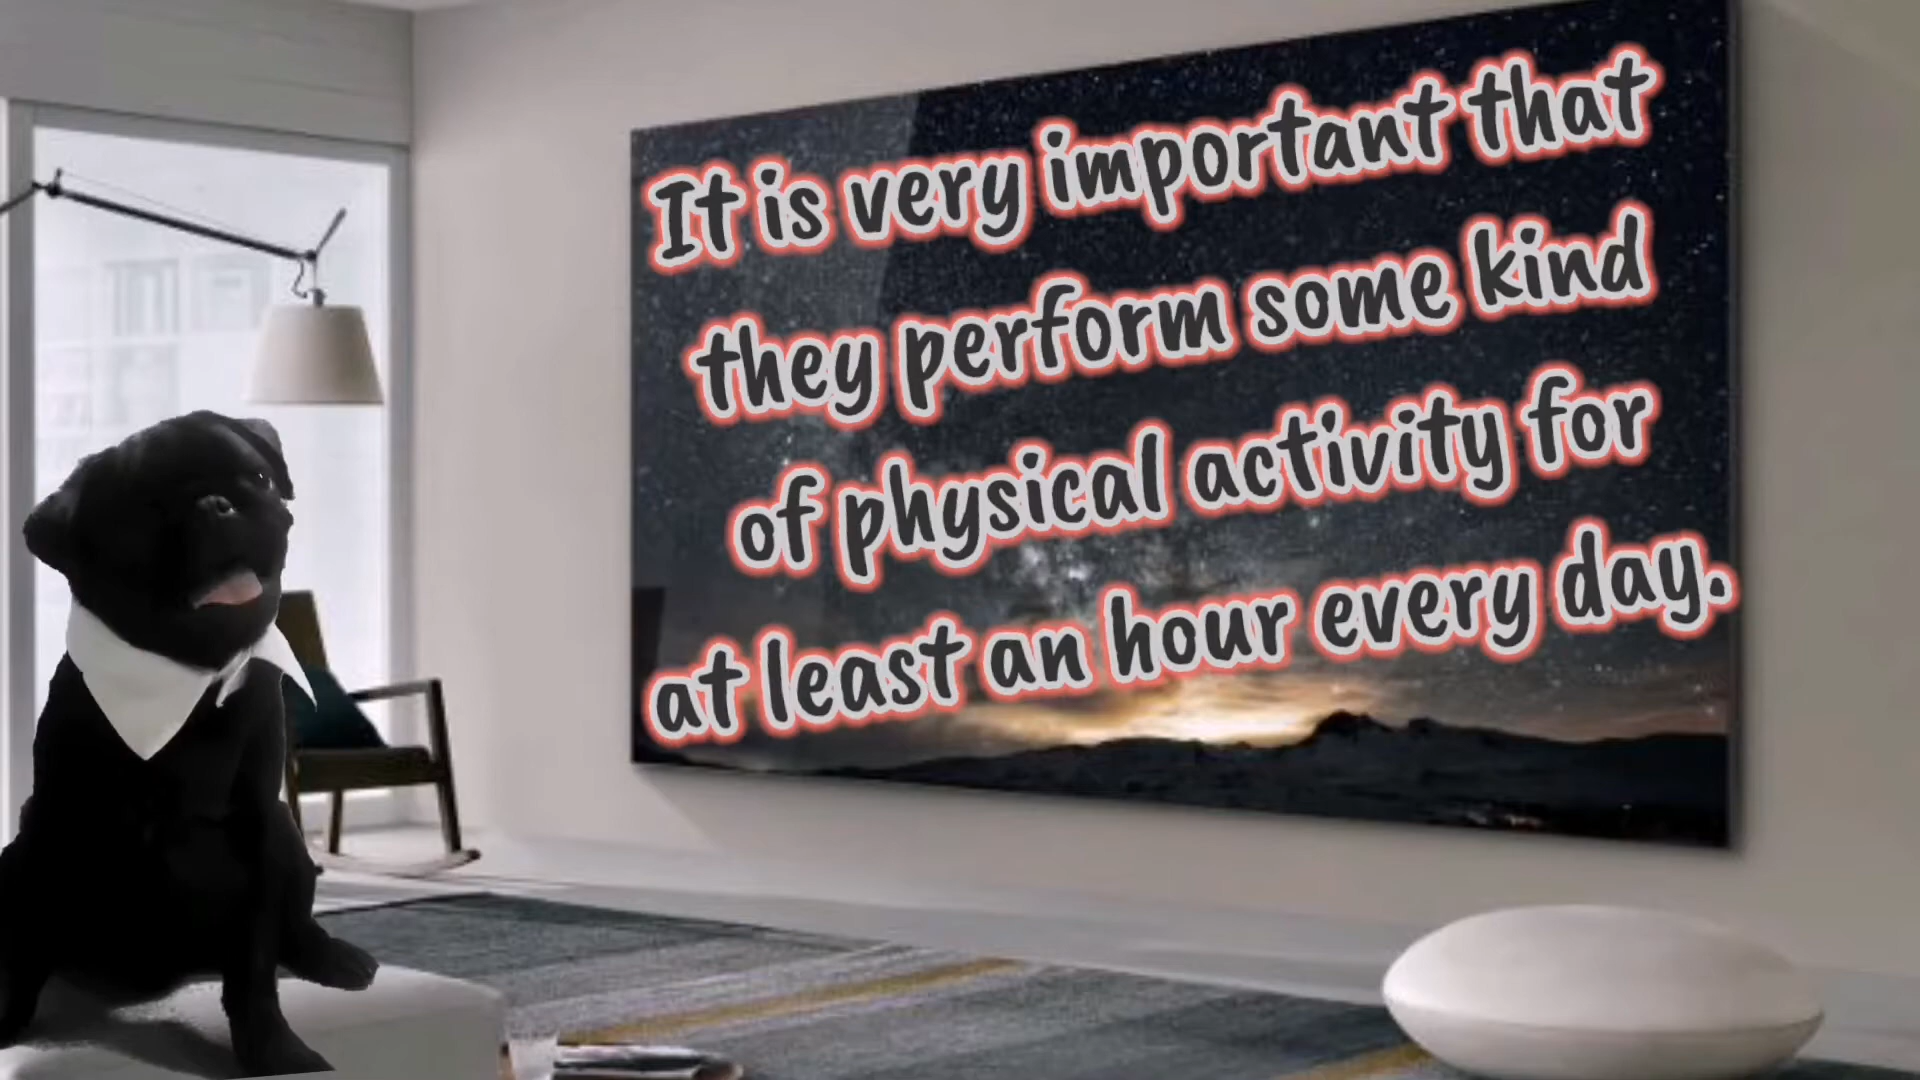 It is very important that
they perform some kind
of physical activity for
at least an hour every day.